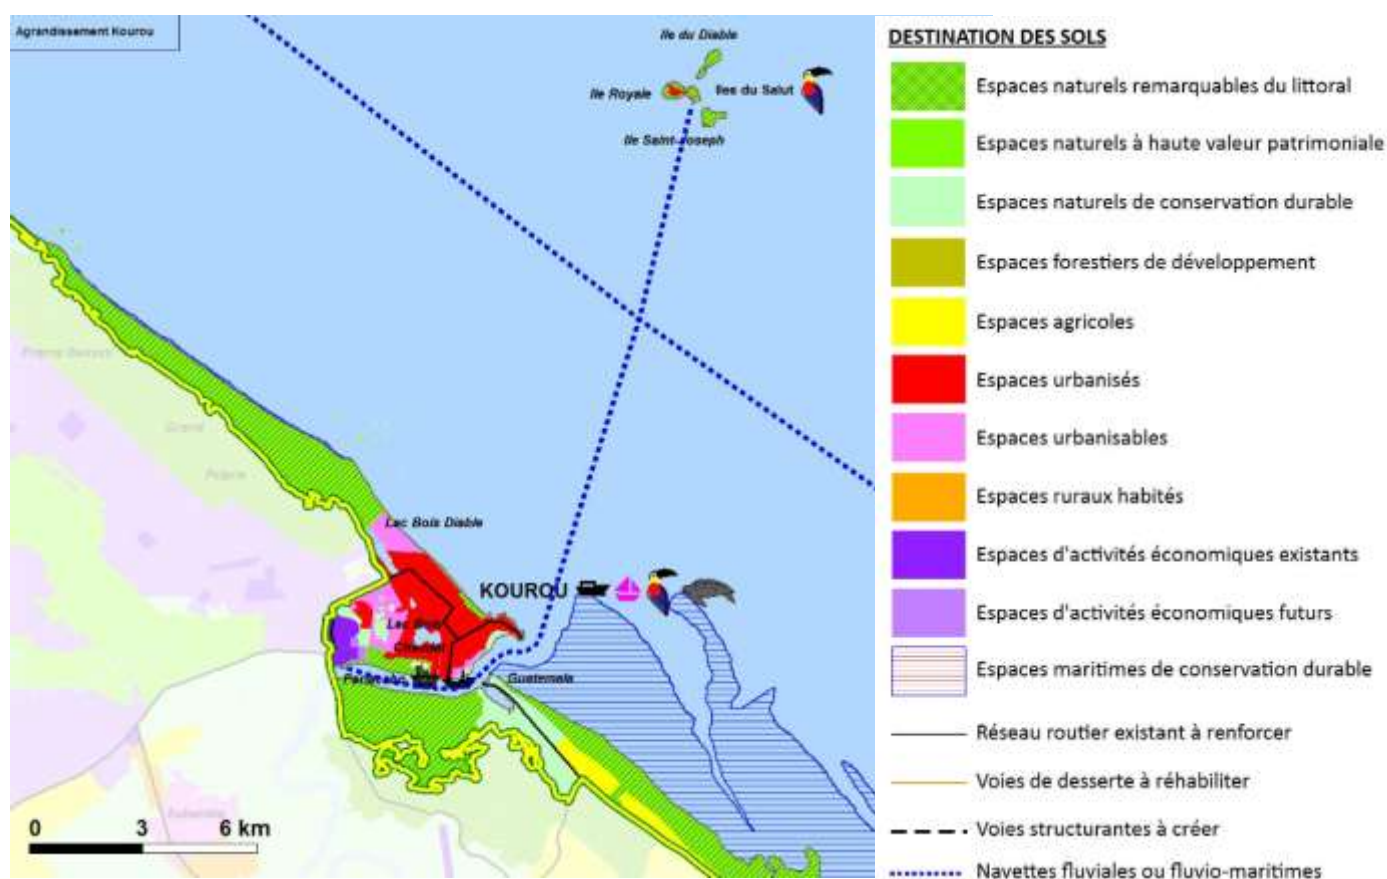 Agrandissement Kourou
Ile du Diable
Ile Royale
Iles du Salut
Ile Saint-Joseph
Grand
Lac Bois Diable
KOUROU
Guatemala
0 3 6 km
DESTINATION DES SOLS
Espaces naturels remarquables du littoral
Espaces naturels à haute valeur patrimoniale
Espaces naturels de conservation durable
Espaces forestiers de développement
Espaces agricoles
Espaces urbanisés
Espaces urbanisables
Espaces ruraux habités
Espaces d'activités économiques existants
Espaces d'activités économiques futurs
Espaces maritimes de conservation durable
Réseau routier existant à renforcer
Voies de desserte à réhabiliter
Voies structurantes à créer
Navettes fluviales ou fluvio-maritimes